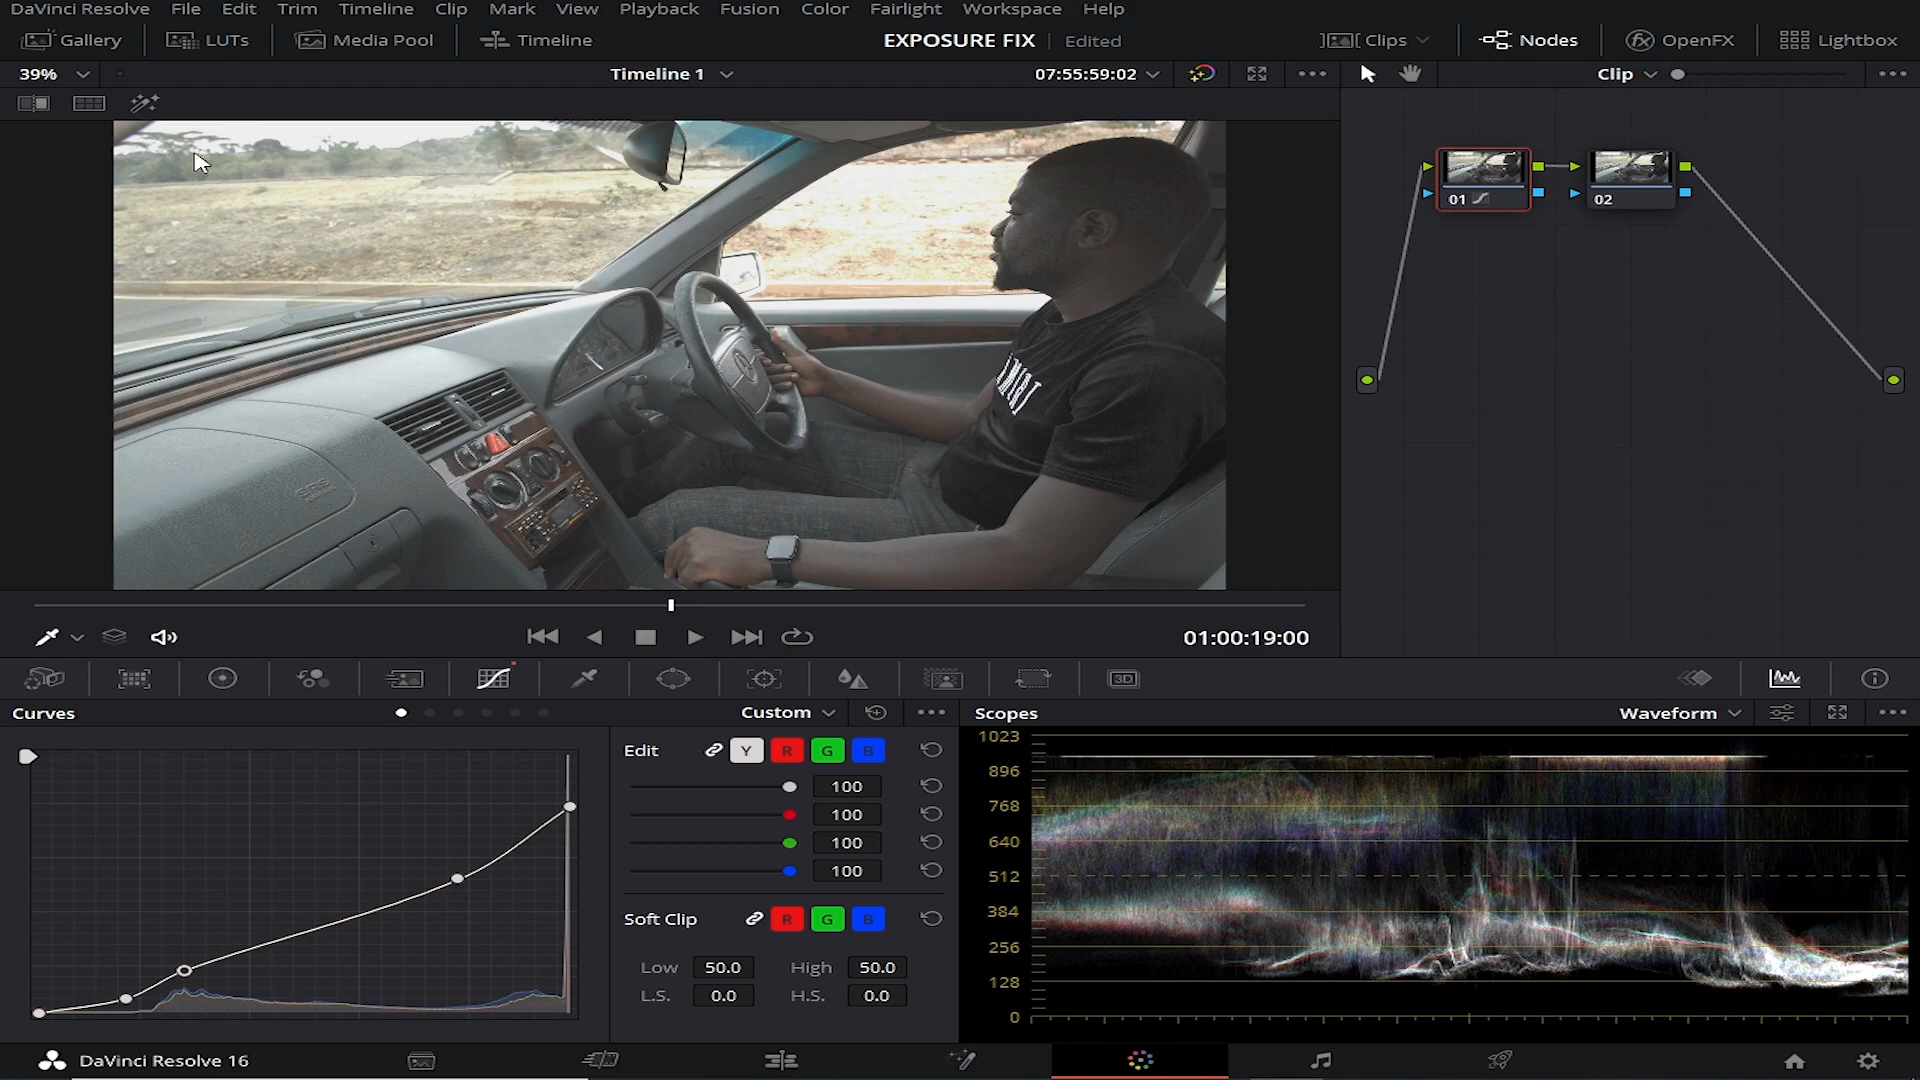 DaVinci Resolve File Edit Trim Timeline Clip Mark View Playback Fusion Color Fairlight Workspace Help
Gallery LUTs Media Pool Timeline EXPOSURE FIX Edited Clips Nodes OpenFX Lightbox
39% Timeline 1 07:55:59:02 Clip
01 02
01:00:19:00
3D
Curves Custom Scopes Waveform
Edit Y R G B
100
100
100
100
Soft Clip R G B
Low 50.0 High 50.0
L.S. 0.0 H.S. 0.0
1023
896
768
640
512
384
256
128
0
DaVinci Resolve 16